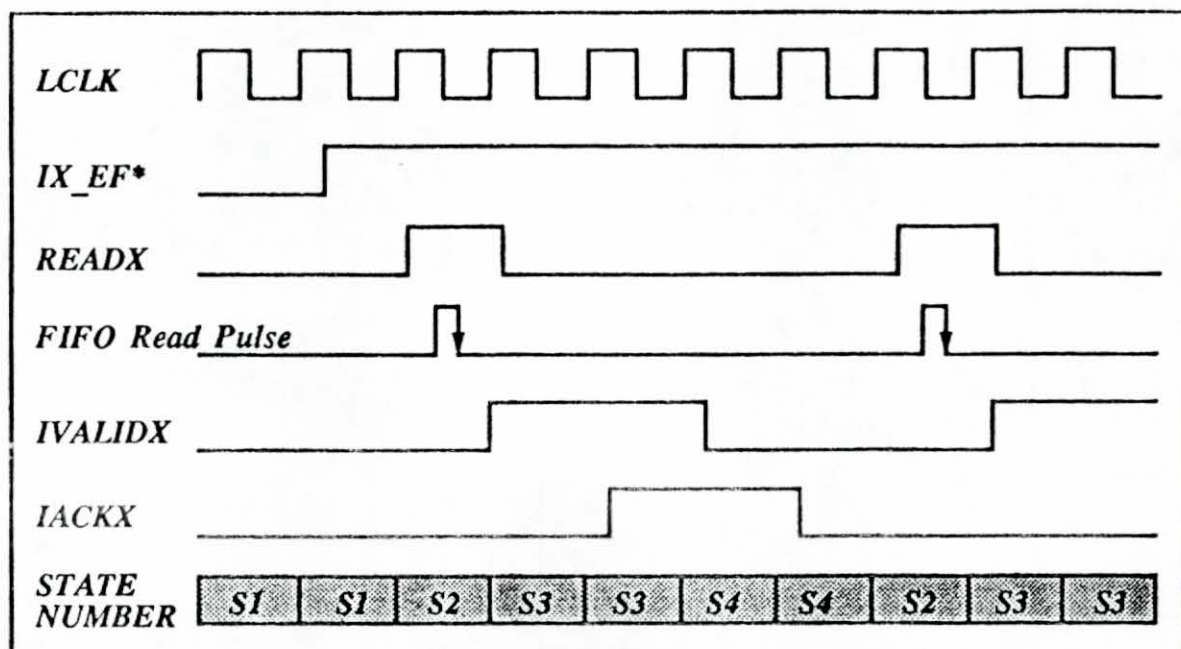 LCLK
IX_EF*
READX
FIFO Read Pulse
IVALIDX
IACKX
STATE
NUMBER
S1 S1 S2 S3 S3 S4 S4 S2 S3 S3